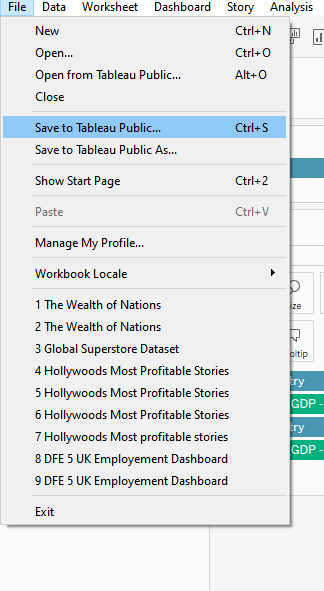 File Data Worksheet Dashboard Story Analysis
New Ctrl+N
Open... Ctrl+O
Open from Tableau Public... Alt+O
Close
Save to Tableau Public... Ctrl+S
Save to Tableau Public As...
Show Start Page Ctrl+2
Paste Ctrl+V
Manage My Profile...
Workbook Locale
1 The Wealth of Nations
2 The Wealth of Nations
3 Global Superstore Dataset
4 Hollywoods Most Profitable Stories
5 Hollywoods Most Profitable Stories
6 Hollywoods Most Profitable Stories
7 Hollywoods Most profitable stories
8 DFE 5 UK Employement Dashboard
9 DFE 5 UK Employement Dashboard
Exit
ize
oltip
try
GDP -
try
GDP -